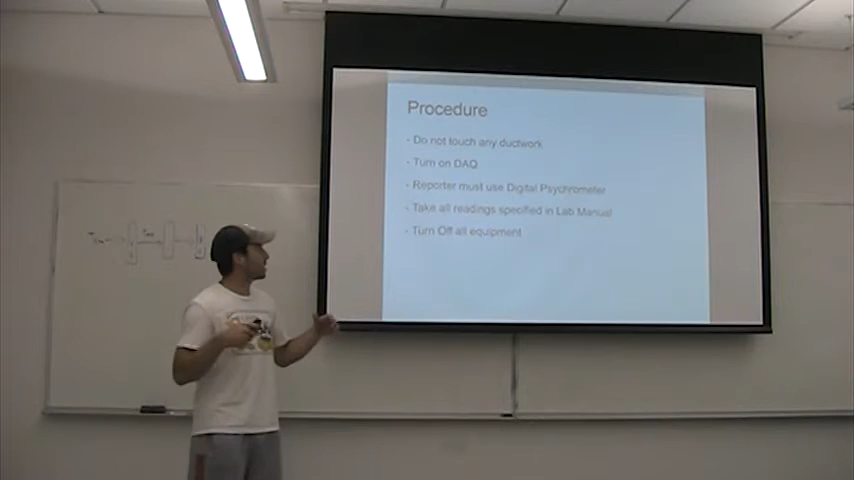 Procedure
- Do not touch any ductwork
- Turn on DAQ
- Reporter must use Digital Psychrometer
- Take all readings specified in Lab Manual
- Turn Off all equipment